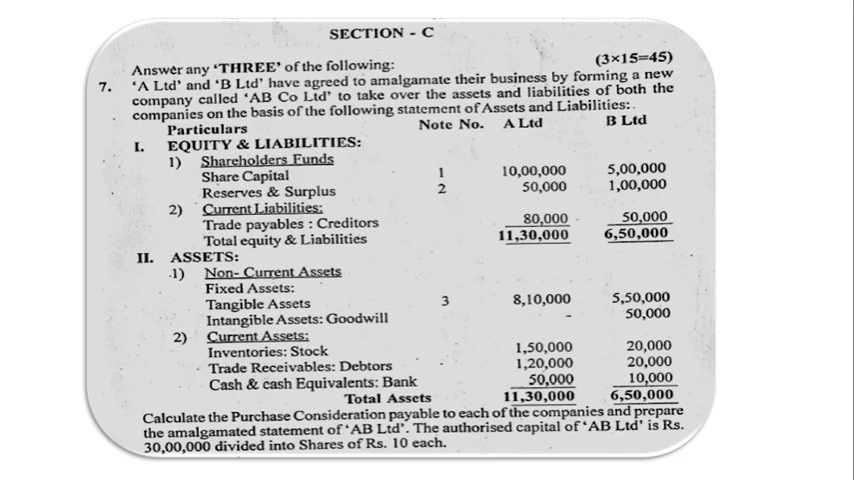 SECTION - C
Answer any ‘THREE’ of the following: (3×15=45)
7. ‘A Ltd’ and ‘B Ltd’ have agreed to amalgamate their business by forming a new
company called ‘AB Co Ltd’ to take over the assets and liabilities of both the
companies on the basis of the following statement of Assets and Liabilities:
Particulars Note No. A Ltd B Ltd
I. EQUITY & LIABILITIES:
1) Shareholders Funds
Share Capital 1 10,00,000 5,00,000
Reserves & Surplus 2 50,000 1,00,000
2) Current Liabilities:
Trade payables : Creditors 80,000 50,000
Total equity & Liabilities 11,30,000 6,50,000
II. ASSETS:
1) Non- Current Assets
Fixed Assets:
Tangible Assets 3 8,10,000 5,50,000
Intangible Assets: Goodwill - 50,000
2) Current Assets:
Inventories: Stock 1,50,000 20,000
Trade Receivables: Debtors 1,20,000 20,000
Cash & cash Equivalents: Bank 50,000 10,000
Total Assets 11,30,000 6,50,000
Calculate the Purchase Consideration payable to each of the companies and prepare
the amalgamated statement of ‘AB Ltd’. The authorised capital of ‘AB Ltd’ is Rs.
30,00,000 divided into Shares of Rs. 10 each.